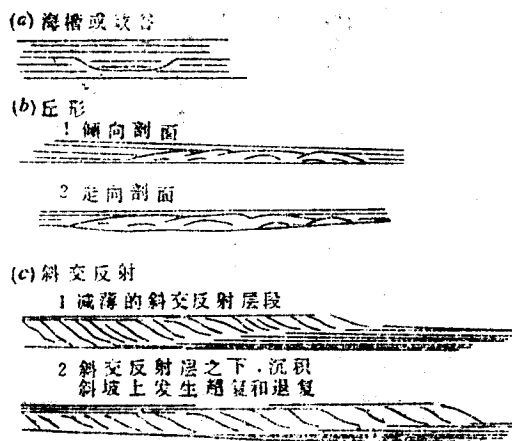 (a) 海槽或峡谷
(b) 丘形
1 倾向剖面
2 走向剖面
(c) 斜交反射
1 减薄的斜交反射层段
2 斜交反射层之下,沉积
斜坡上发生超复和退复